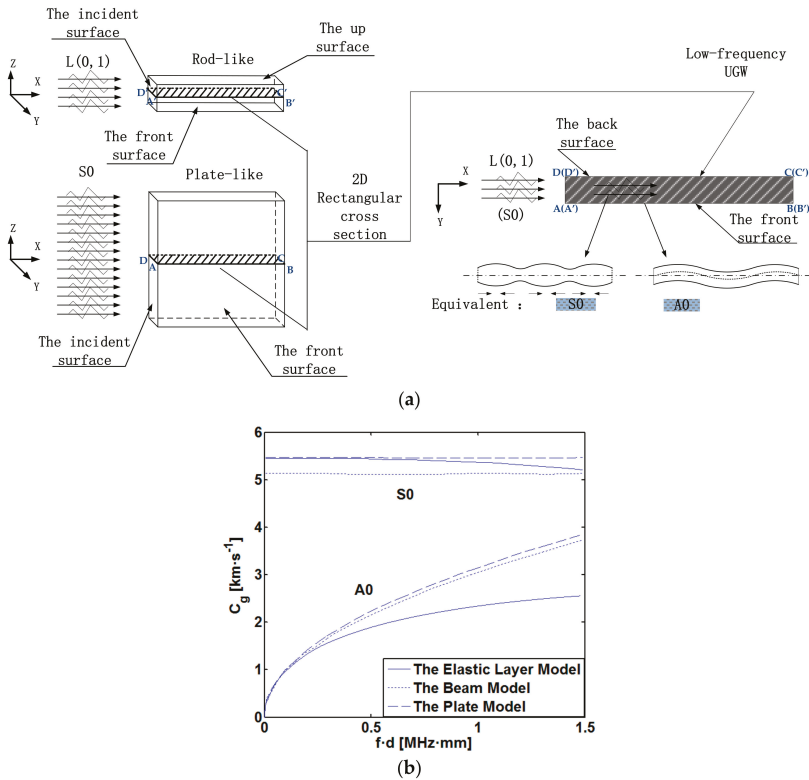 The incident
surface
The up
surface
Rod-like
L(0,1)
Z
X
Y
D'
A'
C'
B'
The front
surface
S0
Plate-like
Z
X
Y
D
A
C
B
The incident
surface
The front
surface
2D
Rectangular
cross
section
Low-frequency
UGW
The back
surface
L(0,1)
(S0)
X
Y
D(D')
C(C')
A(A')
B(B')
The front
surface
Equivalent :
S0
A0
(a)
6
5
4
3
2
1
0
0
0.5
1
1.5
Cg [km·s-1]
S0
A0
The Elastic Layer Model
The Beam Model
The Plate Model
f·d [MHz·mm]
(b)